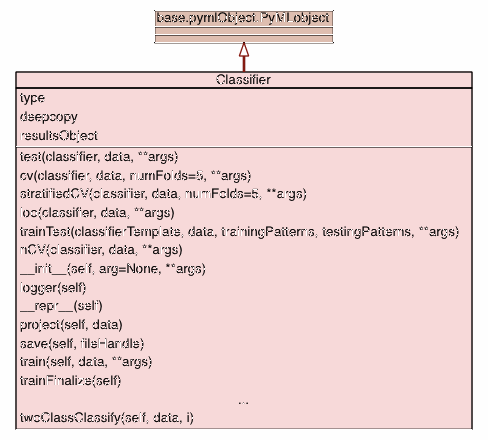 base.pymlObject.PyMLobject
Classifier
type
deepcopy
resultsObject
test(classifier, data, **args)
cv(classifier, data, numFolds=5, **args)
stratifiedCV(classifier, data, numFolds=5, **args)
loo(classifier, data, **args)
trainTest(classifierTemplate, data, trainingPatterns, testingPatterns, **args)
nCV(classifier, data, **args)
__init__(self, arg=None, **args)
logger(self)
__repr__(self)
project(self, data)
save(self, fileHandle)
train(self, data, **args)
trainFinalize(self)
...
twoClassClassify(self, data, i)